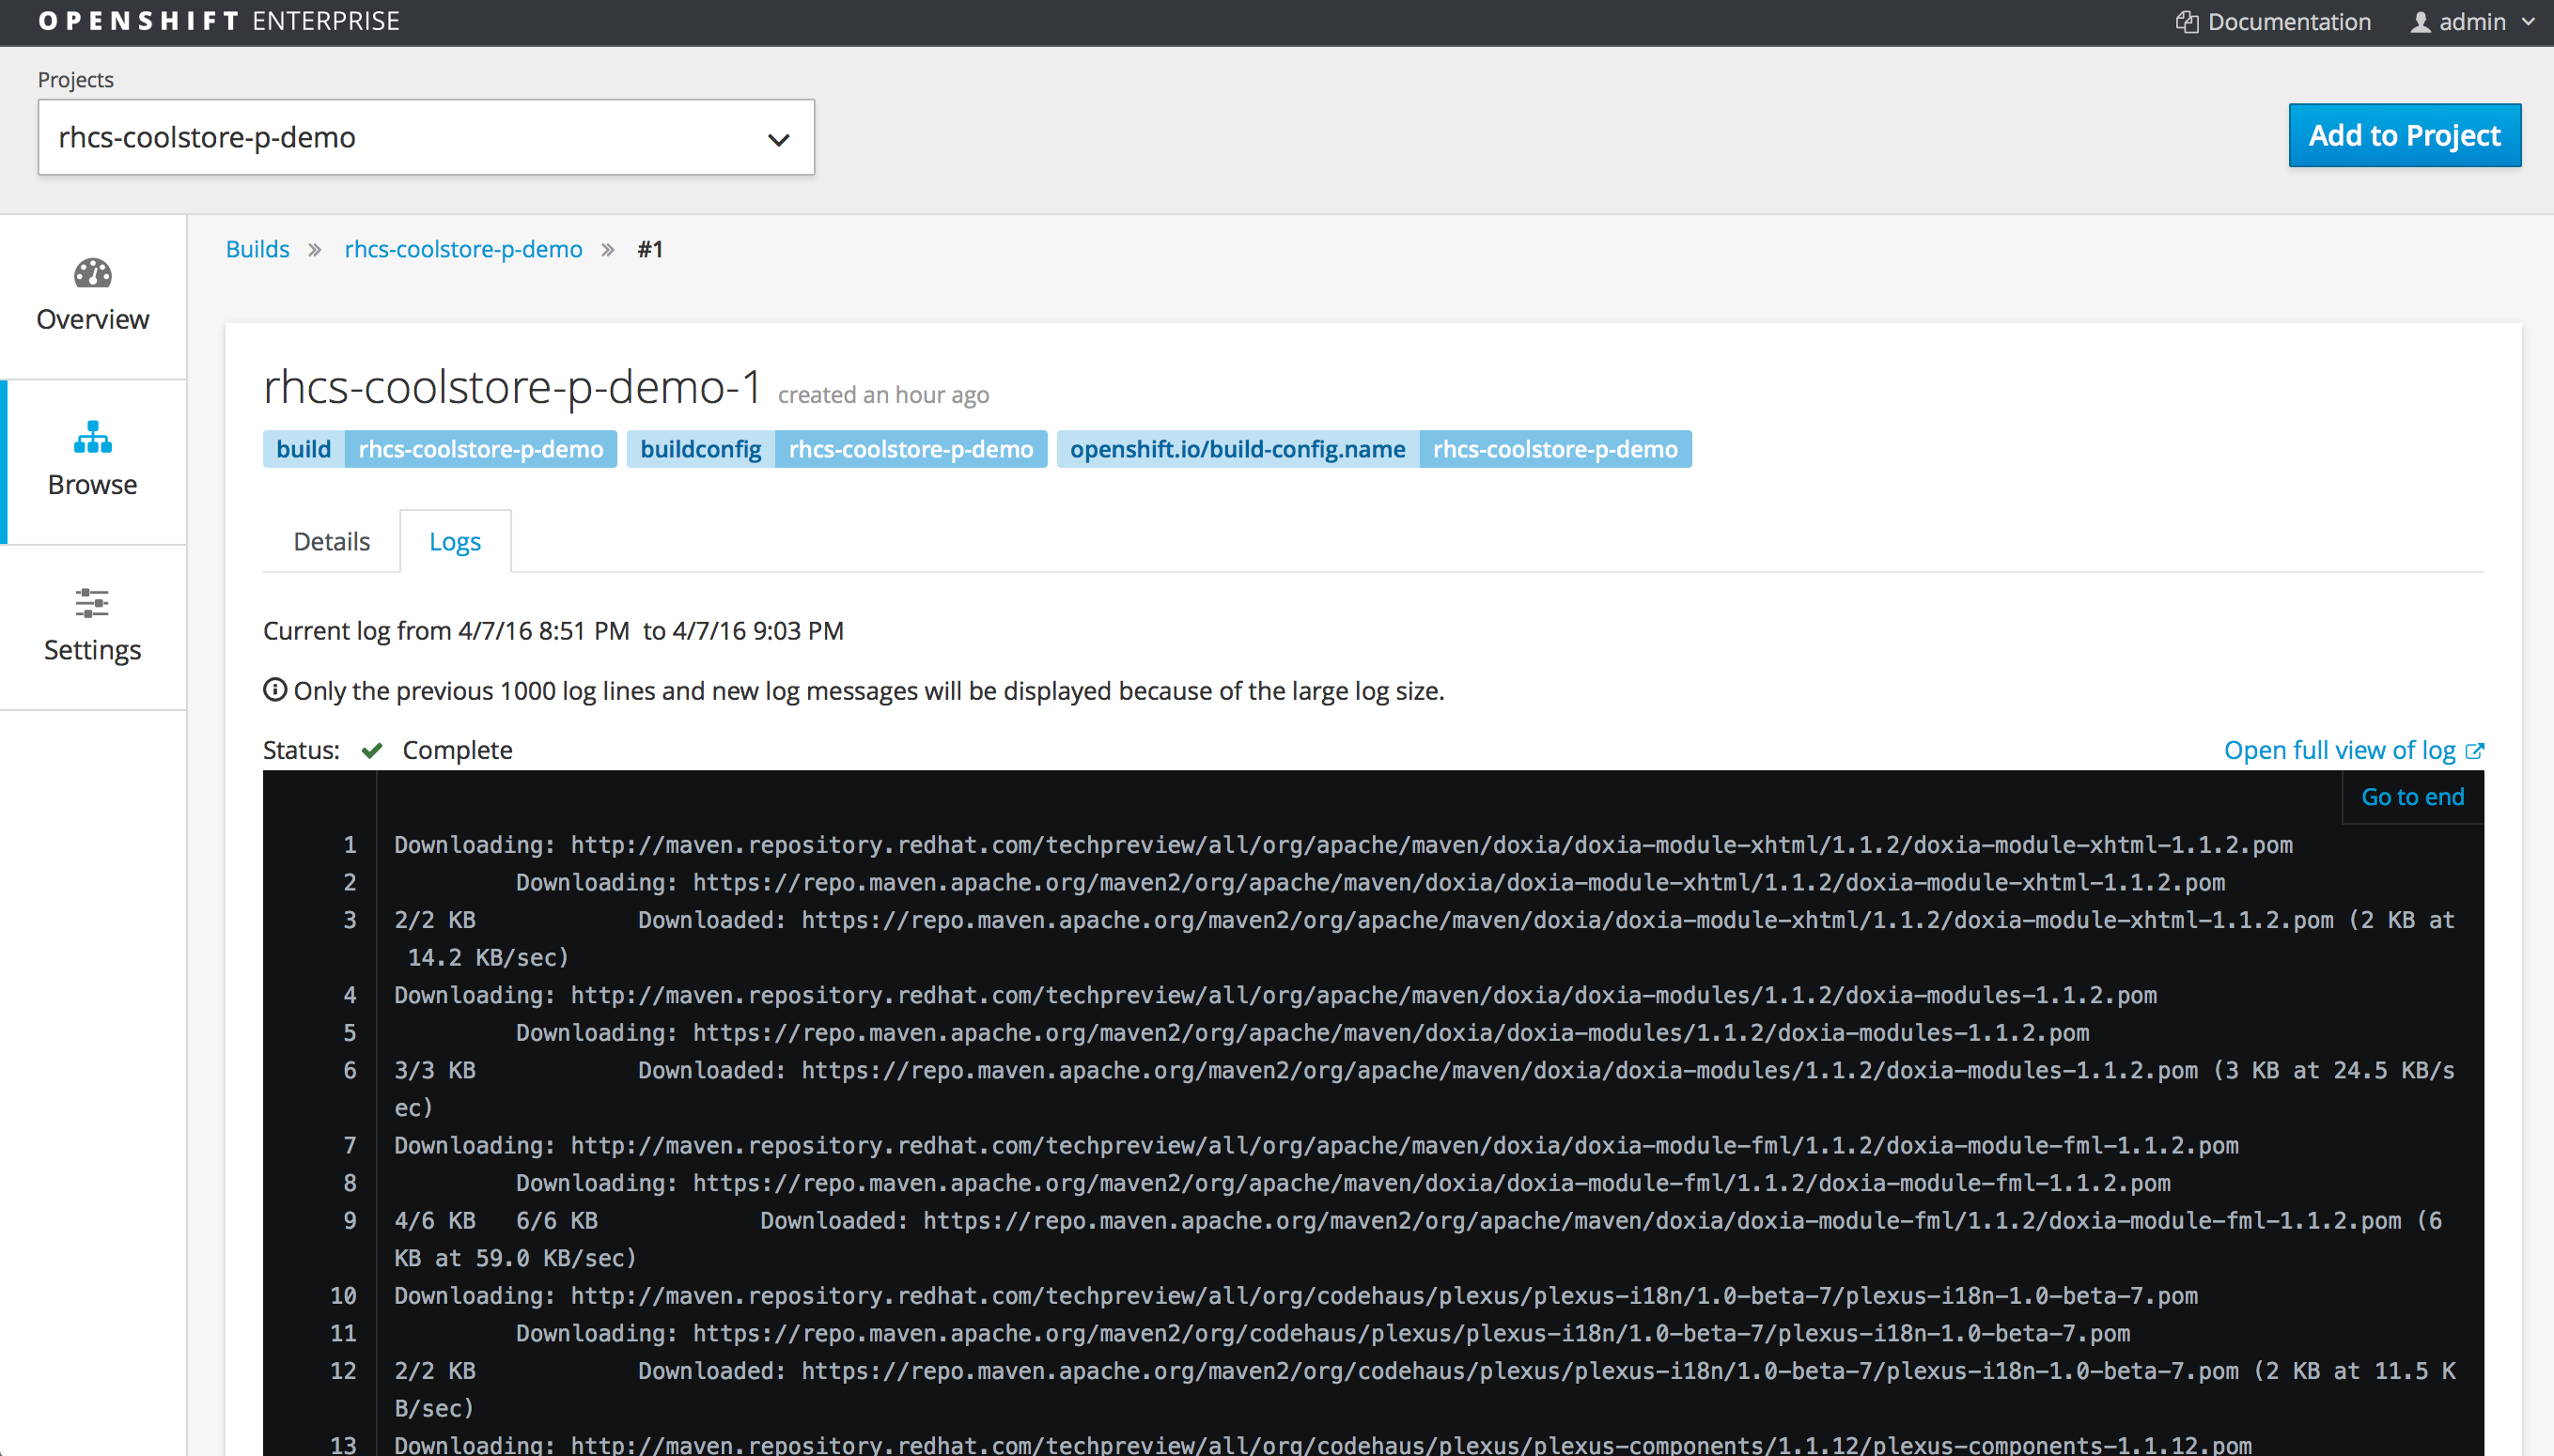 OPENSHIFT ENTERPRISE
Documentation
admin
Projects
rhcs-coolstore-p-demo
Add to Project
Overview
Browse
Settings
Builds » rhcs-coolstore-p-demo » #1
rhcs-coolstore-p-demo-1 created an hour ago
build rhcs-coolstore-p-demo buildconfig rhcs-coolstore-p-demo openshift.io/build-config.name rhcs-coolstore-p-demo
Details Logs
Current log from 4/7/16 8:51 PM to 4/7/16 9:03 PM
Only the previous 1000 log lines and new log messages will be displayed because of the large log size.
Status: Complete
Open full view of log
Go to end
1 Downloading: http://maven.repository.redhat.com/techpreview/all/org/apache/maven/doxia/doxia-module-xhtml/1.1.2/doxia-module-xhtml-1.1.2.pom
2 Downloading: https://repo.maven.apache.org/maven2/org/apache/maven/doxia/doxia-module-xhtml/1.1.2/doxia-module-xhtml-1.1.2.pom
3 2/2 KB Downloaded: https://repo.maven.apache.org/maven2/org/apache/maven/doxia/doxia-module-xhtml/1.1.2/doxia-module-xhtml-1.1.2.pom (2 KB at
14.2 KB/sec)
4 Downloading: http://maven.repository.redhat.com/techpreview/all/org/apache/maven/doxia/doxia-modules/1.1.2/doxia-modules-1.1.2.pom
5 Downloading: https://repo.maven.apache.org/maven2/org/apache/maven/doxia/doxia-modules/1.1.2/doxia-modules-1.1.2.pom
6 3/3 KB Downloaded: https://repo.maven.apache.org/maven2/org/apache/maven/doxia/doxia-modules/1.1.2/doxia-modules-1.1.2.pom (3 KB at 24.5 KB/s
ec)
7 Downloading: http://maven.repository.redhat.com/techpreview/all/org/apache/maven/doxia/doxia-module-fml/1.1.2/doxia-module-fml-1.1.2.pom
8 Downloading: https://repo.maven.apache.org/maven2/org/apache/maven/doxia/doxia-module-fml/1.1.2/doxia-module-fml-1.1.2.pom
9 4/6 KB 6/6 KB Downloaded: https://repo.maven.apache.org/maven2/org/apache/maven/doxia/doxia-module-fml/1.1.2/doxia-module-fml-1.1.2.pom (6
KB at 59.0 KB/sec)
10 Downloading: http://maven.repository.redhat.com/techpreview/all/org/codehaus/plexus/plexus-i18n/1.0-beta-7/plexus-i18n-1.0-beta-7.pom
11 Downloading: https://repo.maven.apache.org/maven2/org/codehaus/plexus/plexus-i18n/1.0-beta-7/plexus-i18n-1.0-beta-7.pom
12 2/2 KB Downloaded: https://repo.maven.apache.org/maven2/org/codehaus/plexus/plexus-i18n/1.0-beta-7/plexus-i18n-1.0-beta-7.pom (2 KB at 11.5 K
B/sec)
13 Downloading: http://maven.repository.redhat.com/techpreview/all/org/codehaus/plexus/plexus-components/1.1.12/plexus-components-1.1.12.pom